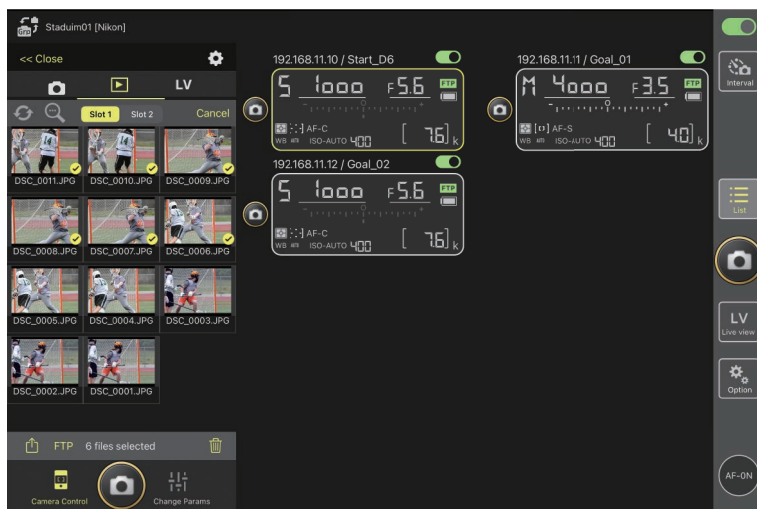 Grp
Staduim01 [Nikon]
<< Close
LV
Slot 1 Slot 2 Cancel
DSC_0011.JPG DSC_0010.JPG DSC_0009.JPG
DSC_0008.JPG DSC_0007.JPG DSC_0006.JPG
DSC_0005.JPG DSC_0004.JPG DSC_0003.JPG
DSC_0002.JPG DSC_0001.JPG
FTP 6 files selected
Camera Control Change Params
192.168.11.10 / Start_D6
S 1000 F5.6 FTP
- 0 +
AF-C
WB ISO-AUTO 400 [ 7.6] k
192.168.11.11 / Goal_01
M 4000 F3.5 FTP
- 0 +
AF-S
WB ISO-AUTO 400 [ 4.0] k
192.168.11.12 / Goal_02
S 1000 F5.6 FTP
- 0 +
AF-C
WB ISO-AUTO 400 [ 7.6] k
Interval
List
LV
Live view
Option
AF-ON